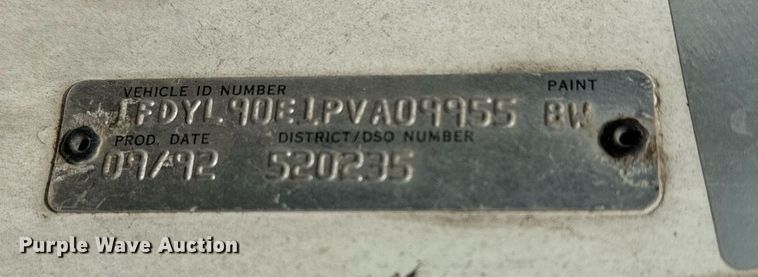 VEHICLE ID NUMBER PAINT
1FDYL90E1PVA09955 BW
PROD. DATE DISTRICT/DSO NUMBER
09/92 520235
Purple Wave Auction